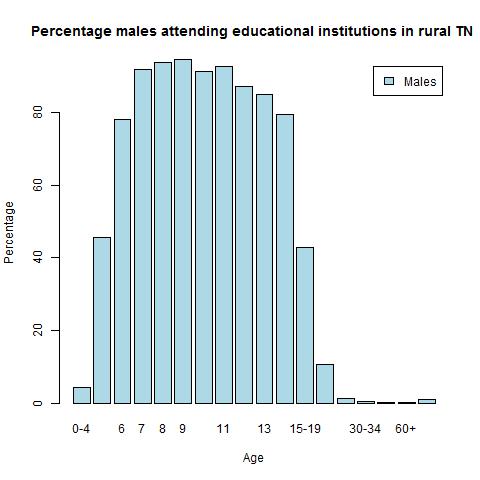 Percentage males attending educational institutions in rural TN
Males
80
60
40
20
0
Percentage
0-4 6 7 8 9 11 13 15-19 30-34 60+
Age